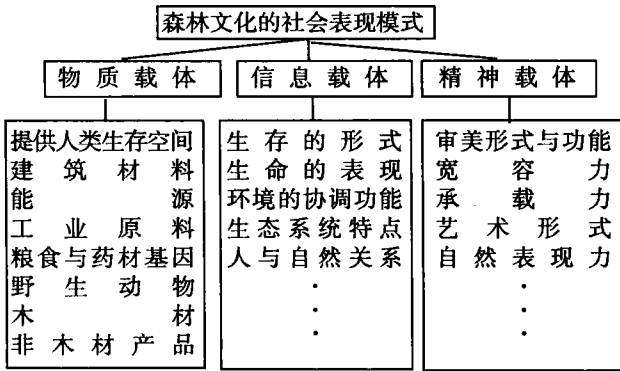 森林文化的社会表现模式
物质载体
信息载体
精神载体
提供人类生存空间
建筑材料
能源
工业原料
粮食与药材基因
野生动物
木材
非木材产品
生存的形式
生命的表现
环境的协调功能
生态系统特点
人与自然关系
·
·
·
审美形式与功能
宽容力
承载力
艺术形式
自然表现力
·
·
·